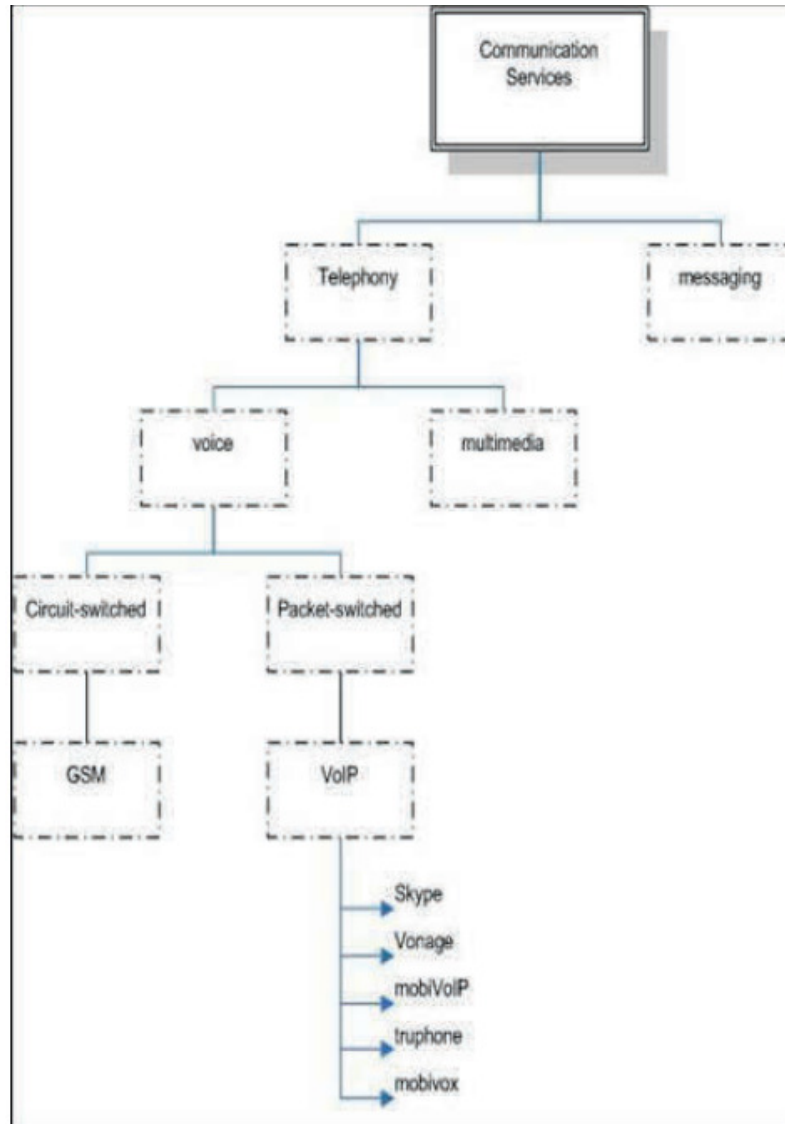 Communication
Services
Telephony
messaging
voice
multimedia
Circuit-switched
Packet-switched
GSM
VoIP
Skype
Vonage
mobiVoIP
truphone
mobivox